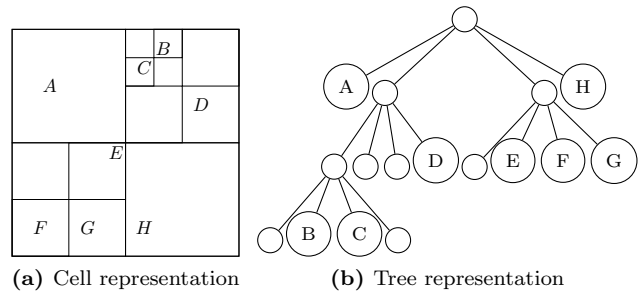 A
B
C
D
E
F G H
A H
D E F G
B C
(a) Cell representation
(b) Tree representation